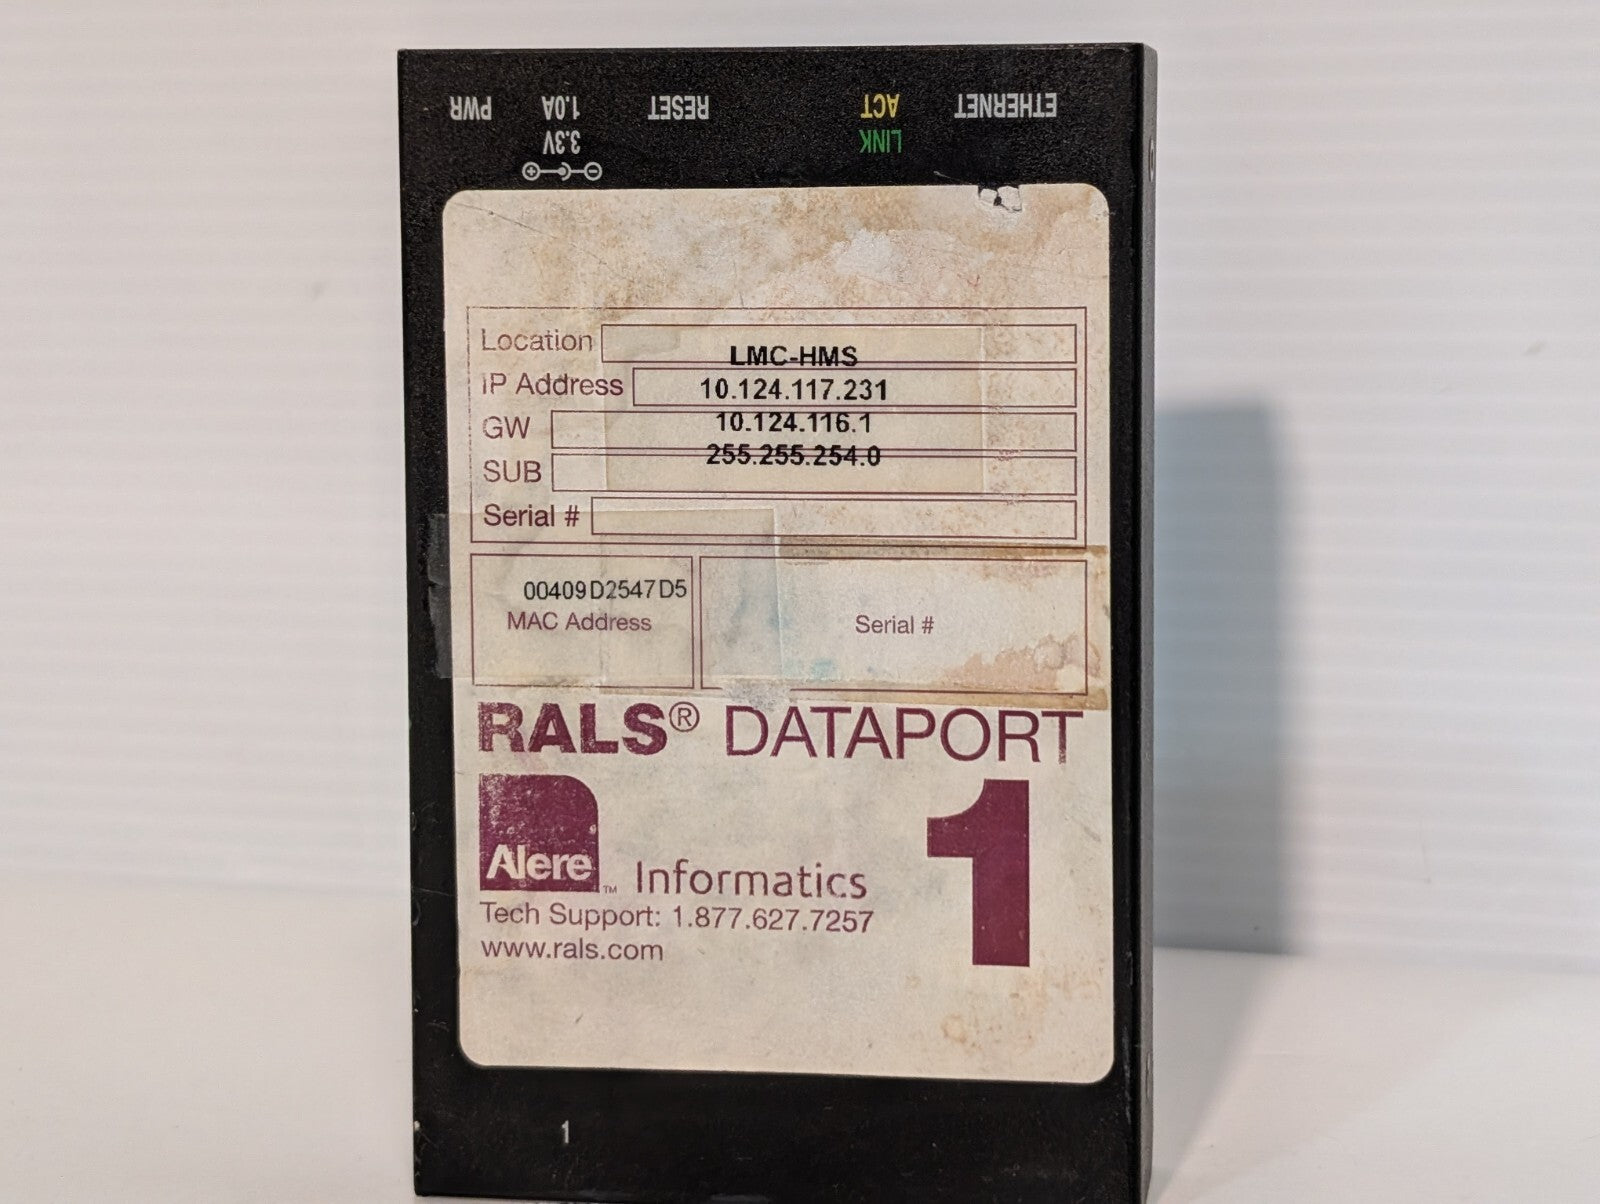 PWR
3.3V
1.0A
RESET
LINK
ACT
ETHERNET
Location LMC-HMS
IP Address 10.124.117.231
GW 10.124.116.1
SUB 255.255.254.0
Serial #
00409D2547D5
MAC Address
Serial #
RALS® DATAPORT
Alere™ Informatics
1
Tech Support: 1.877.627.7257
www.rals.com
1